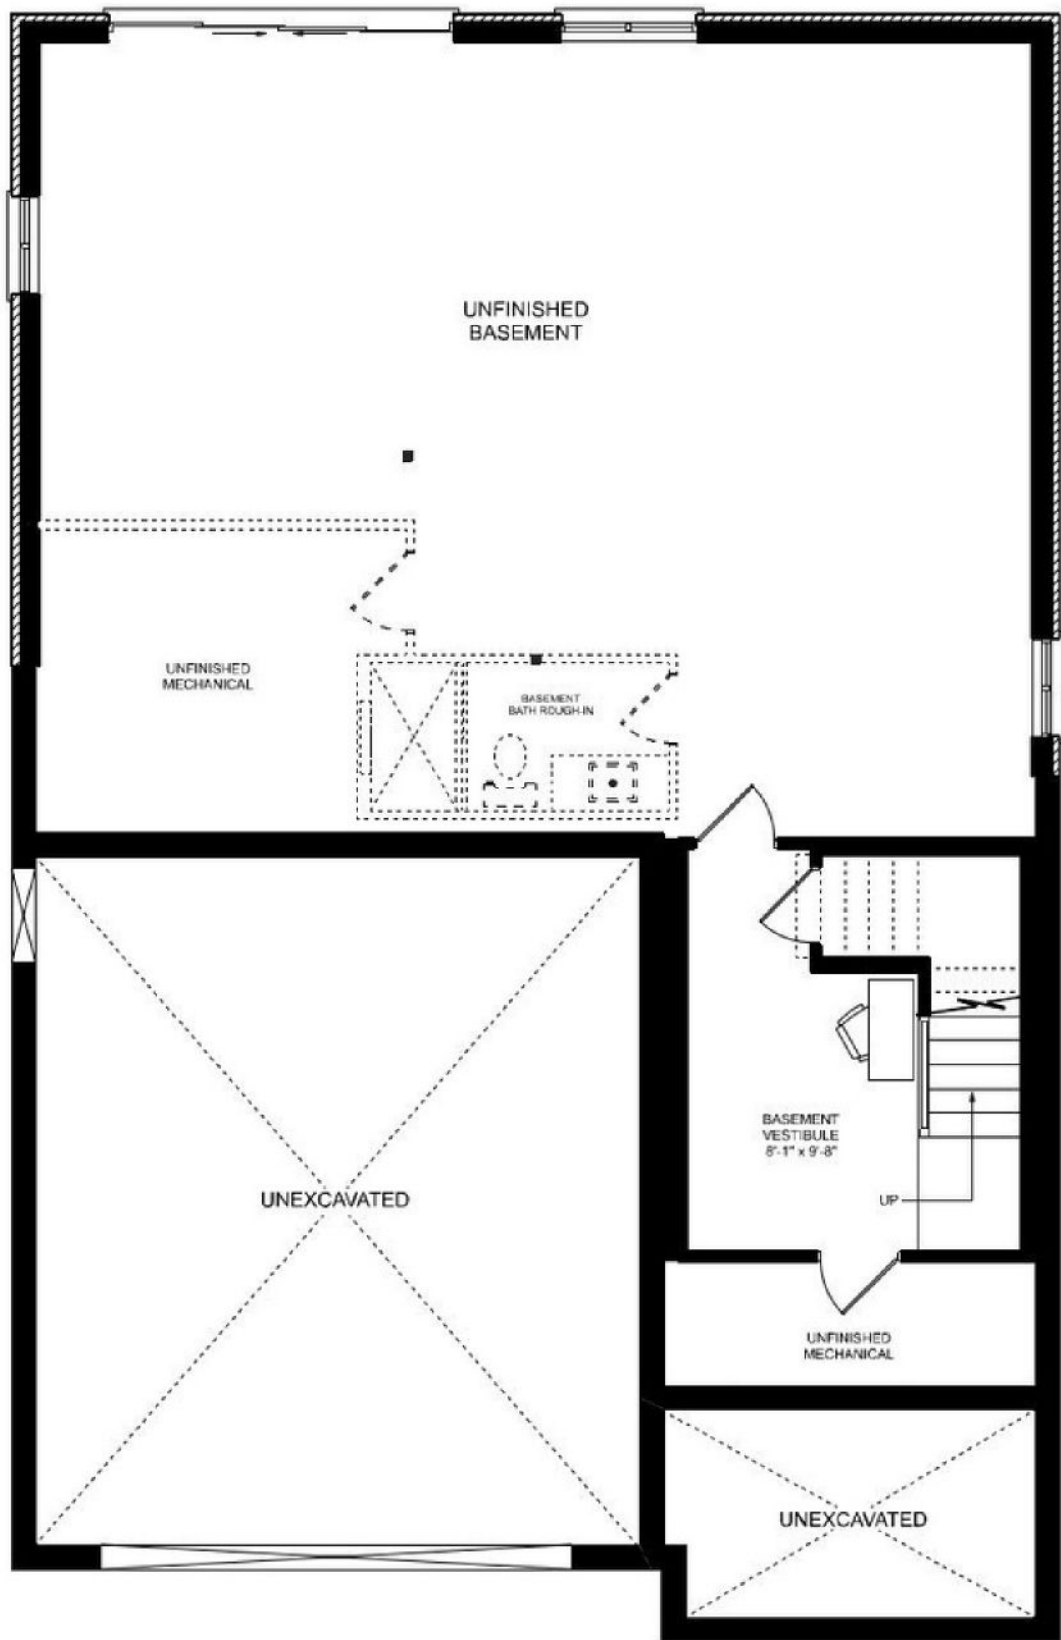 UNFINISHED
BASEMENT
UNFINISHED
MECHANICAL
BASEMENT
BATH ROUGH-IN
BASEMENT
VESTIBULE
8'-1" x 9'-8"
UP
UNEXCAVATED
UNFINISHED
MECHANICAL
UNEXCAVATED